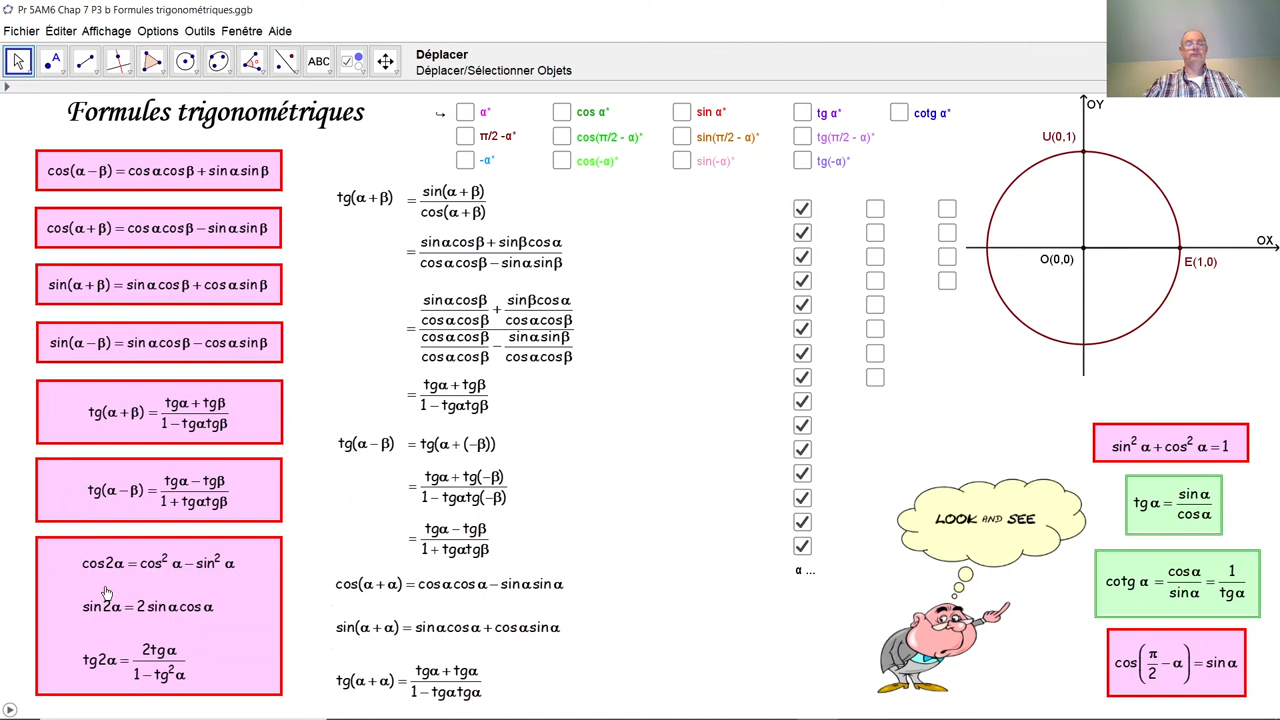 Pr 5AM6 Chap 7 P3 b Formules trigonométriques.ggb
Fichier Éditer Affichage Options Outils Fenêtre Aide
A
ABC
Déplacer
Déplacer/Sélectionner Objets
Formules trigonométriques
α* cos α* sin α* tg α* cotg α*
π/2 -α* cos(π/2 - α)* sin(π/2 - α)* tg(π/2 - α)*
-α* cos(-α)* sin(-α)* tg(-α)*
cos(α−β) = cosαcosβ + sinαsinβ
cos(α+β) = cosαcosβ − sinαsinβ
sin(α+β) = sinαcosβ + cosαsinβ
sin(α−β) = sinαcosβ − cosαsinβ
tg(α+β) = (tgα + tgβ)/(1 − tgαtgβ)
tg(α−β) = (tgα − tgβ)/(1 + tgαtgβ)
cos2α = cos² α − sin² α
sin2α = 2 sinαcosα
tg2α = 2tgα/(1 − tg²α)
tg(α+β) = sin(α+β)/cos(α+β)
= (sinαcosβ + sinβcosα)/(cosαcosβ − sinαsinβ)
= (sinαcosβ/cosαcosβ + sinβcosα/cosαcosβ)/(cosαcosβ/cosαcosβ − sinαsinβ/cosαcosβ)
= (tgα + tgβ)/(1 − tgαtgβ)
tg(α−β) = tg(α+(−β))
= (tgα + tg(−β))/(1 − tgαtg(−β))
= (tgα − tgβ)/(1 + tgαtgβ)
cos(α+α) = cosαcosα − sinαsinα
sin(α+α) = sinαcosα + cosαsinα
tg(α+α) = (tgα + tgα)/(1 − tgαtgα)
α ...
OY
U(0,1)
OX
O(0,0)
E(1,0)
LOOK AND SEE
sin² α + cos² α = 1
tg α = sinα/cosα
cotg α = cosα/sinα = 1/tgα
cos(π/2 − α) = sinα